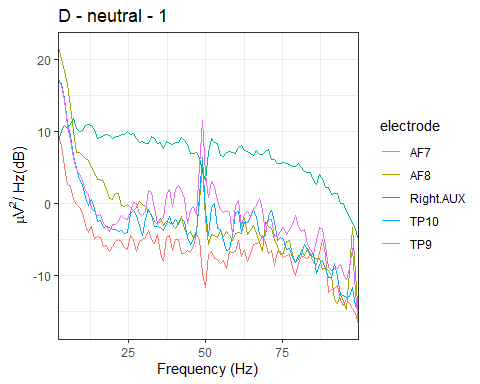 D - neutral - 1
µV²/ Hz(dB)
20
10
0
-10
25
50
75
Frequency (Hz)
electrode
AF7
AF8
Right.AUX
TP10
TP9